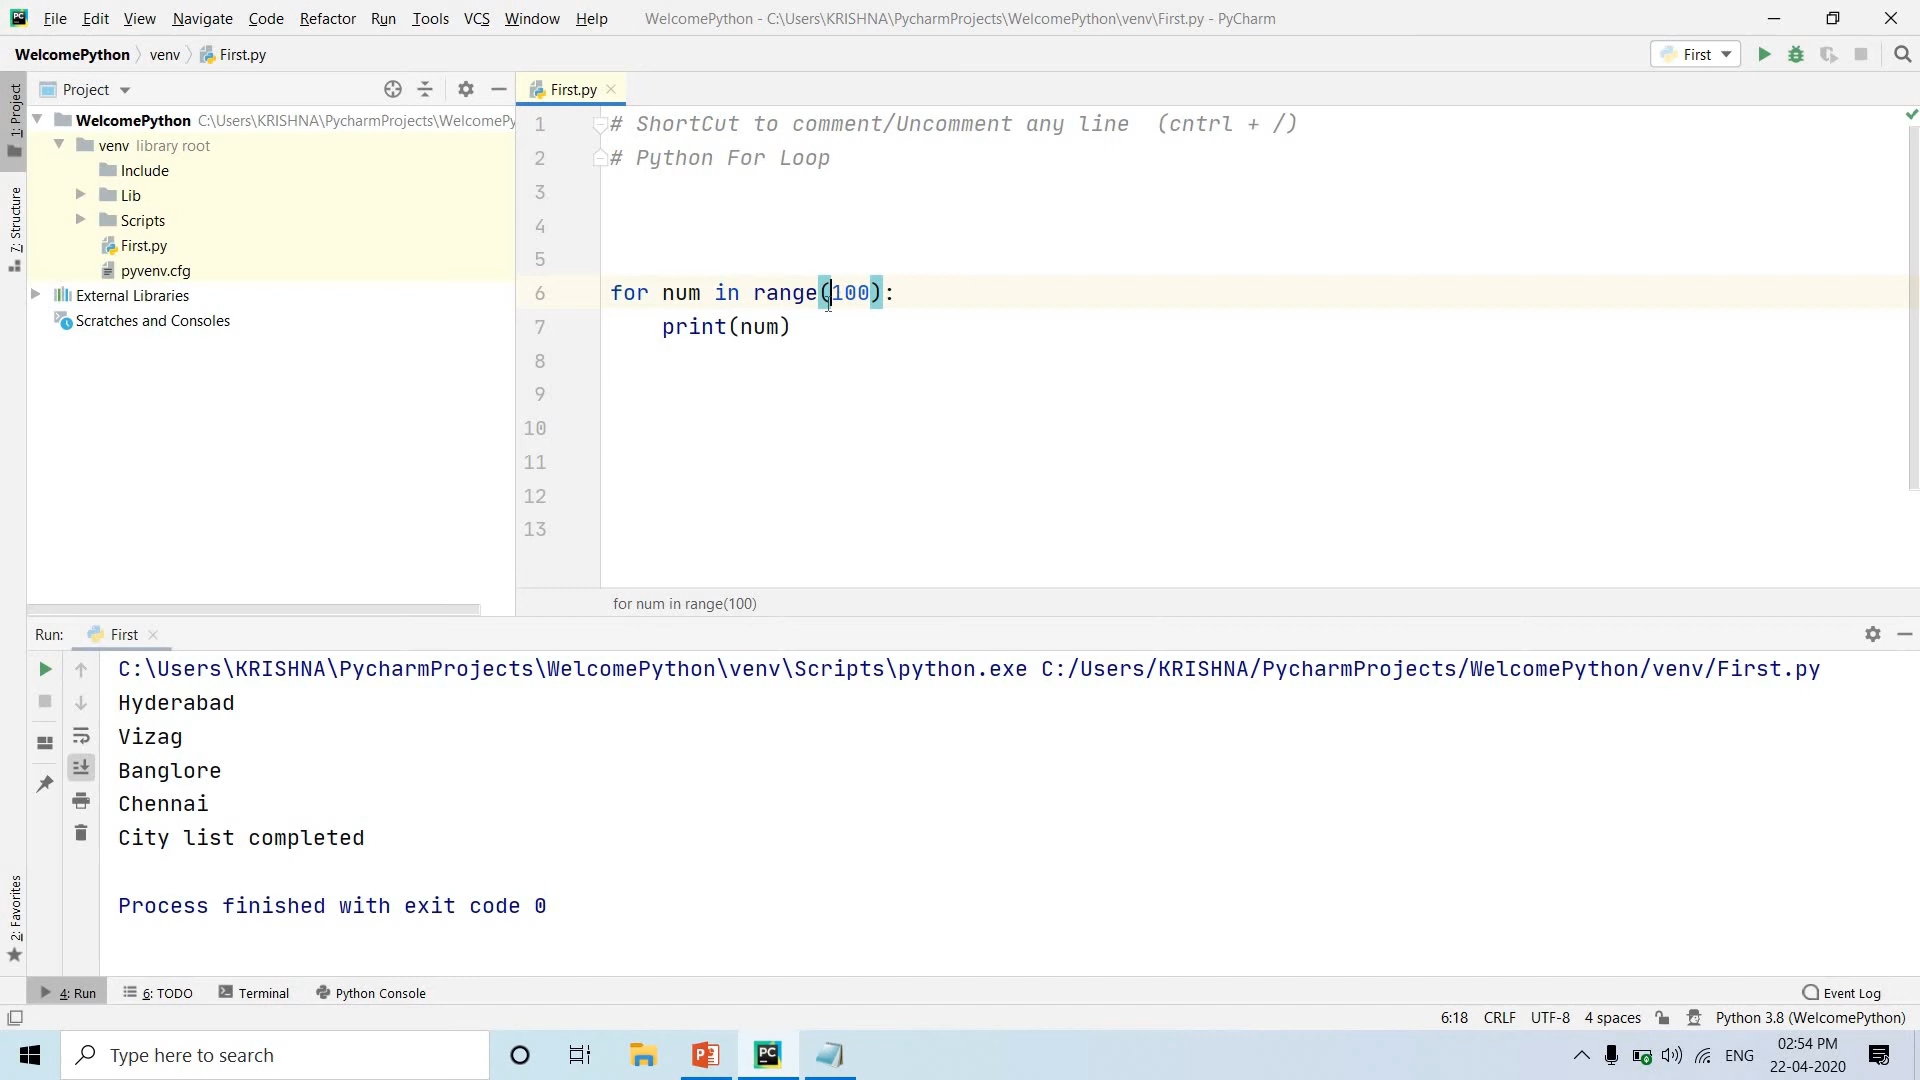 File Edit View Navigate Code Refactor Run Tools VCS Window Help WelcomePython - C:\Users\KRISHNA\PycharmProjects\WelcomePython\venv\First.py - PyCharm
WelcomePython venv First.py First
Project First.py
1: Project
7: Structure
2: Favorites
WelcomePython C:\Users\KRISHNA\PycharmProjects\WelcomePy
venv library root
Include
Lib
Scripts
First.py
pyvenv.cfg
External Libraries
Scratches and Consoles
1 # ShortCut to comment/Uncomment any line (cntrl + /)
2 # Python For Loop
3
4
5
6 for num in range(100):
7 print(num)
8
9
10
11
12
13
for num in range(100)
Run: First
C:\Users\KRISHNA\PycharmProjects\WelcomePython\venv\Scripts\python.exe C:/Users/KRISHNA/PycharmProjects/WelcomePython/venv/First.py
Hyderabad
Vizag
Banglore
Chennai
City list completed
Process finished with exit code 0
4: Run 6: TODO Terminal Python Console Event Log
6:18 CRLF UTF-8 4 spaces Python 3.8 (WelcomePython)
Type here to search ENG 02:54 PM
22-04-2020